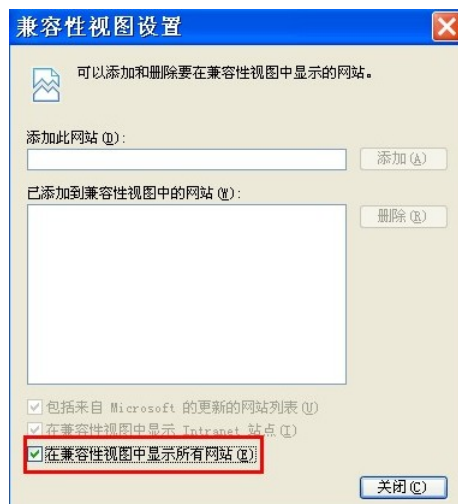 兼容性视图设置
可以添加和删除要在兼容性视图中显示的网站。
添加此网站(D):
添加(A)
已添加到兼容性视图中的网站(W):
删除(R)
包括来自 Microsoft 的更新的网站列表(U)
在兼容性视图中显示 Intranet 站点(I)
在兼容性视图中显示所有网站(E)
关闭(C)